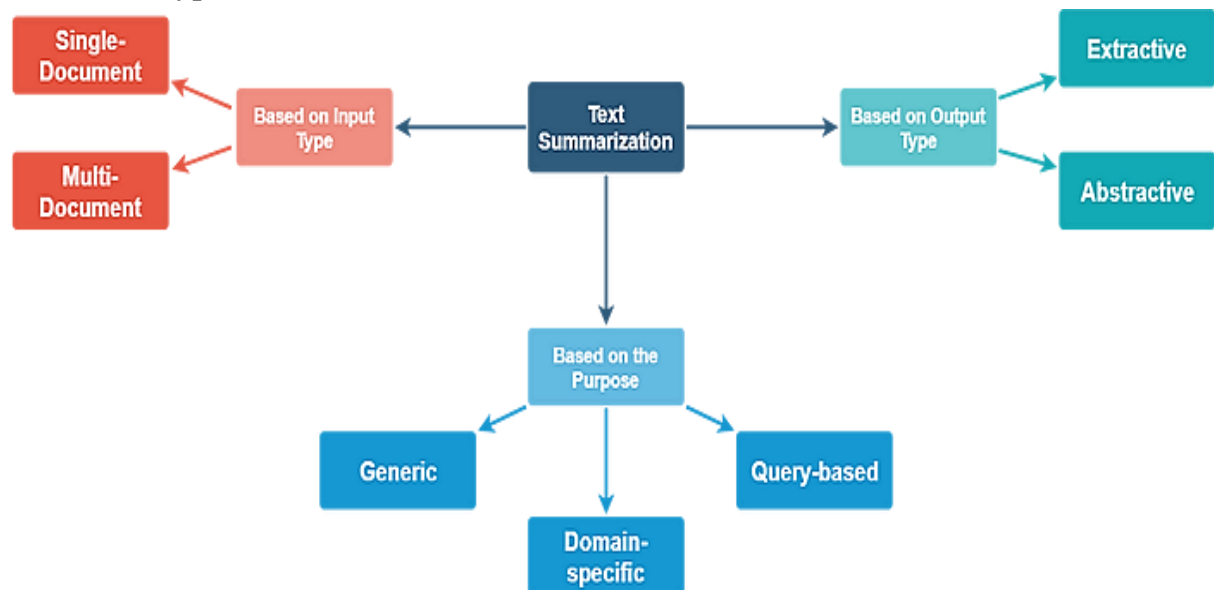 Single-
Document
Multi-
Document
Based on Input
Type
Text
Summarization
Based on Output
Type
Extractive
Abstractive
Based on the
Purpose
Generic
Query-based
Domain-
specific